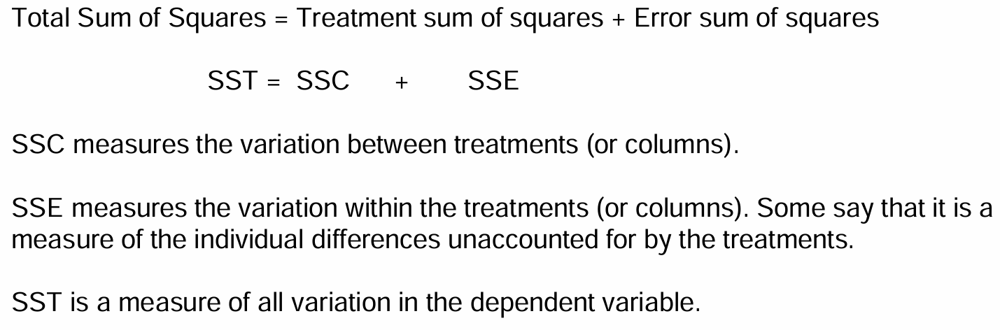 Total Sum of Squares = Treatment sum of squares + Error sum of squares
SST = SSC + SSE
SSC measures the variation between treatments (or columns).
SSE measures the variation within the treatments (or columns). Some say that it is a
measure of the individual differences unaccounted for by the treatments.
SST is a measure of all variation in the dependent variable.